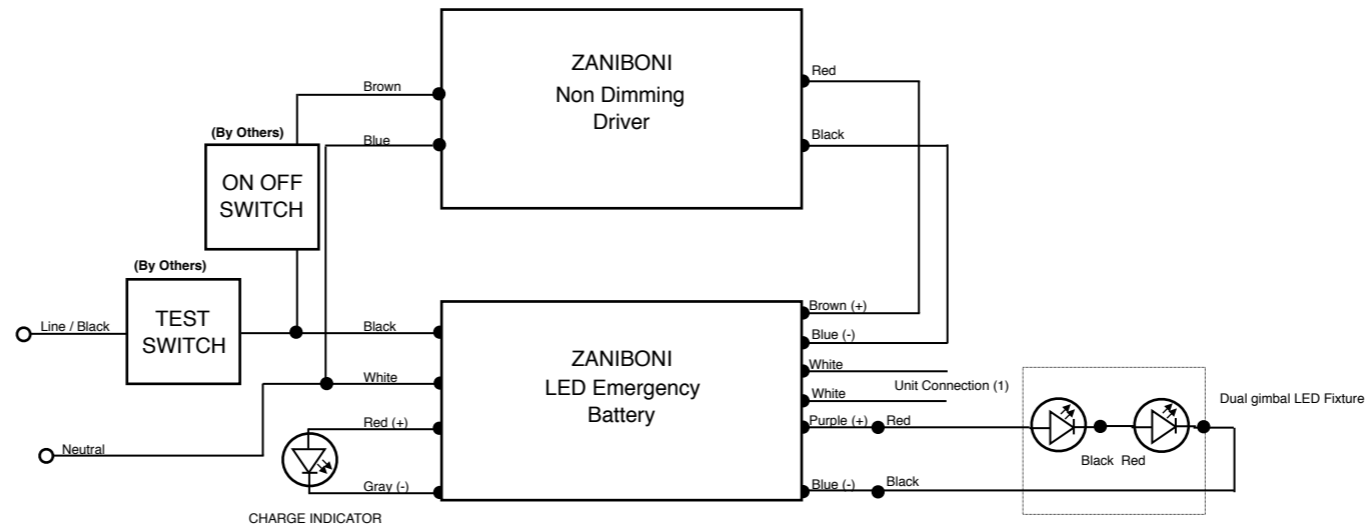 ZANIBONI
Non Dimming
Driver
Brown
Blue
Red
Black
(By Others)
ON OFF
SWITCH
(By Others)
TEST
SWITCH
Line / Black
Neutral
ZANIBONI
LED Emergency
Battery
Black
White
Red (+)
Gray (-)
CHARGE INDICATOR
Brown (+)
Blue (-)
White
White
Unit Connection (1)
Purple (+)
Red
Blue (-)
Black
Black Red
Dual gimbal LED Fixture